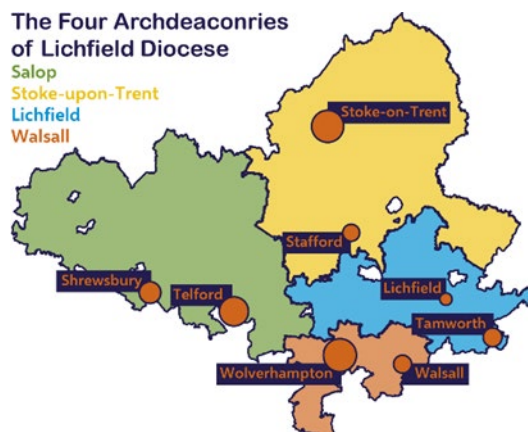 The Four Archdeaconries
of Lichfield Diocese
Salop
Stoke-upon-Trent
Lichfield
Walsall
Stoke-on-Trent
Stafford
Shrewsbury
Telford
Lichfield
Tamworth
Wolverhampton
Walsall